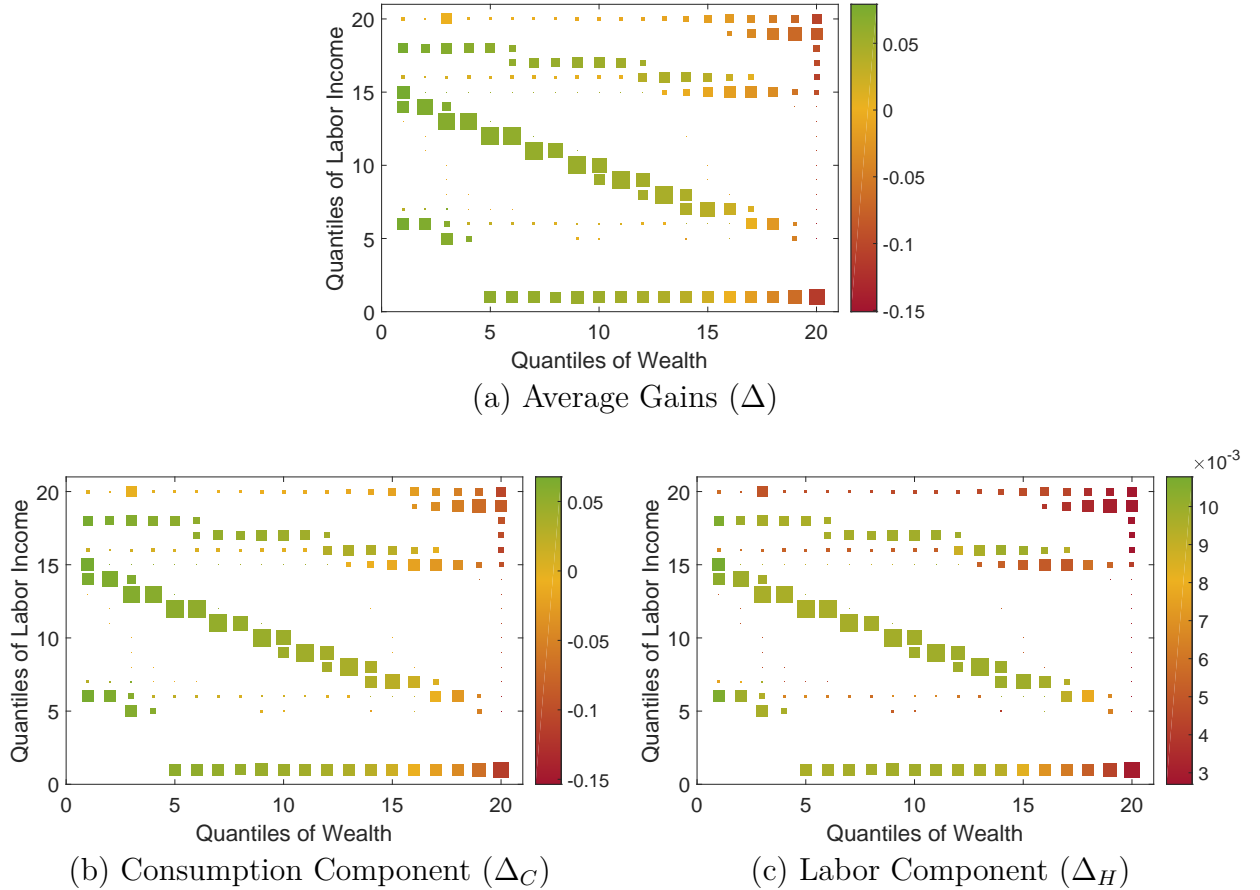 20
15
10
5
0
Quantiles of Labor Income
0 5 10 15 20
Quantiles of Wealth
0.05
0
-0.05
-0.1
-0.15
(a) Average Gains (Δ)
20
15
10
5
0
Quantiles of Labor Income
0 5 10 15 20
Quantiles of Wealth
0.05
0
-0.05
-0.1
-0.15
(b) Consumption Component (Δ_C)
20
15
10
5
0
Quantiles of Labor Income
0 5 10 15 20
Quantiles of Wealth
×10⁻³
10
9
8
7
6
5
4
3
(c) Labor Component (Δ_H)